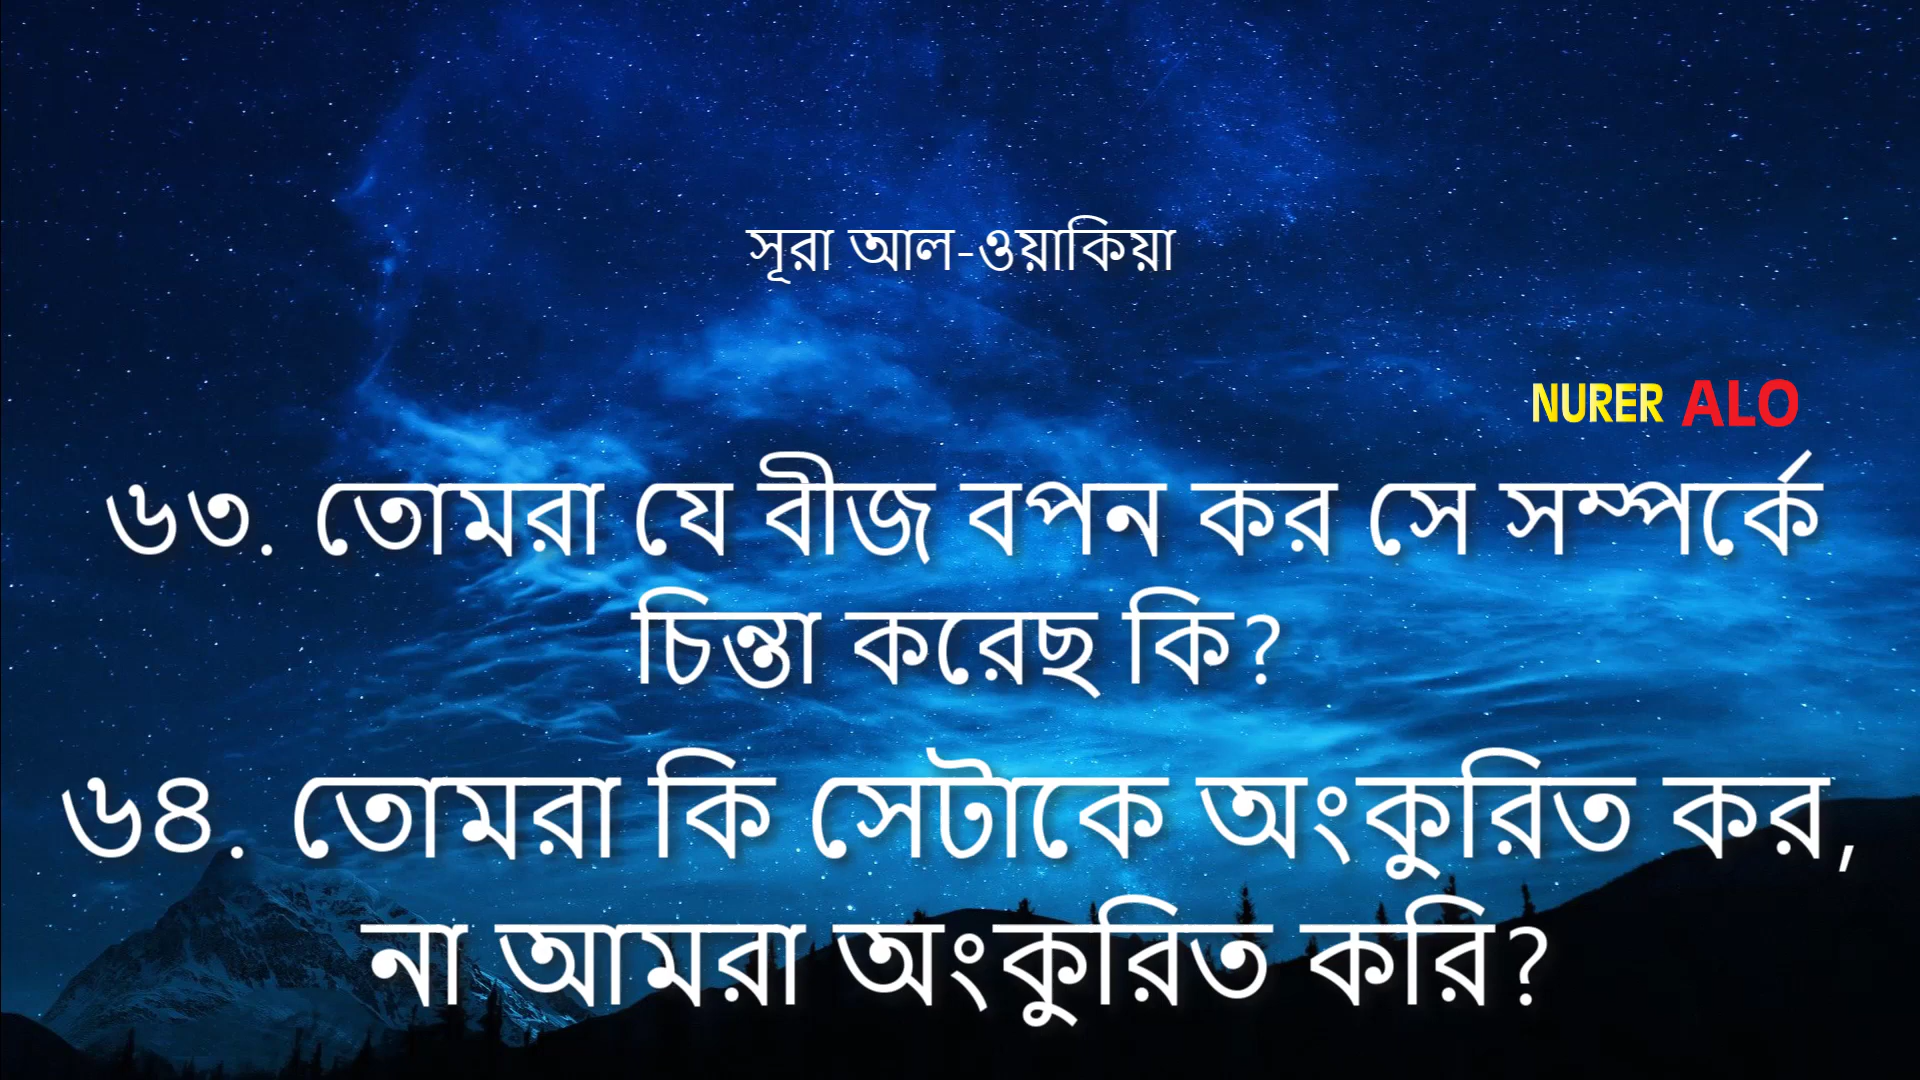 সূরা আল-ওয়াকিয়া
NURER ALO
৬৩. তোমরা যে বীজ বপন কর সে সম্পর্কে
চিন্তা করেছ কি?
৬৪. তোমরা কি সেটাকে অংকুরিত কর,
না আমরা অংকুরিত করি?